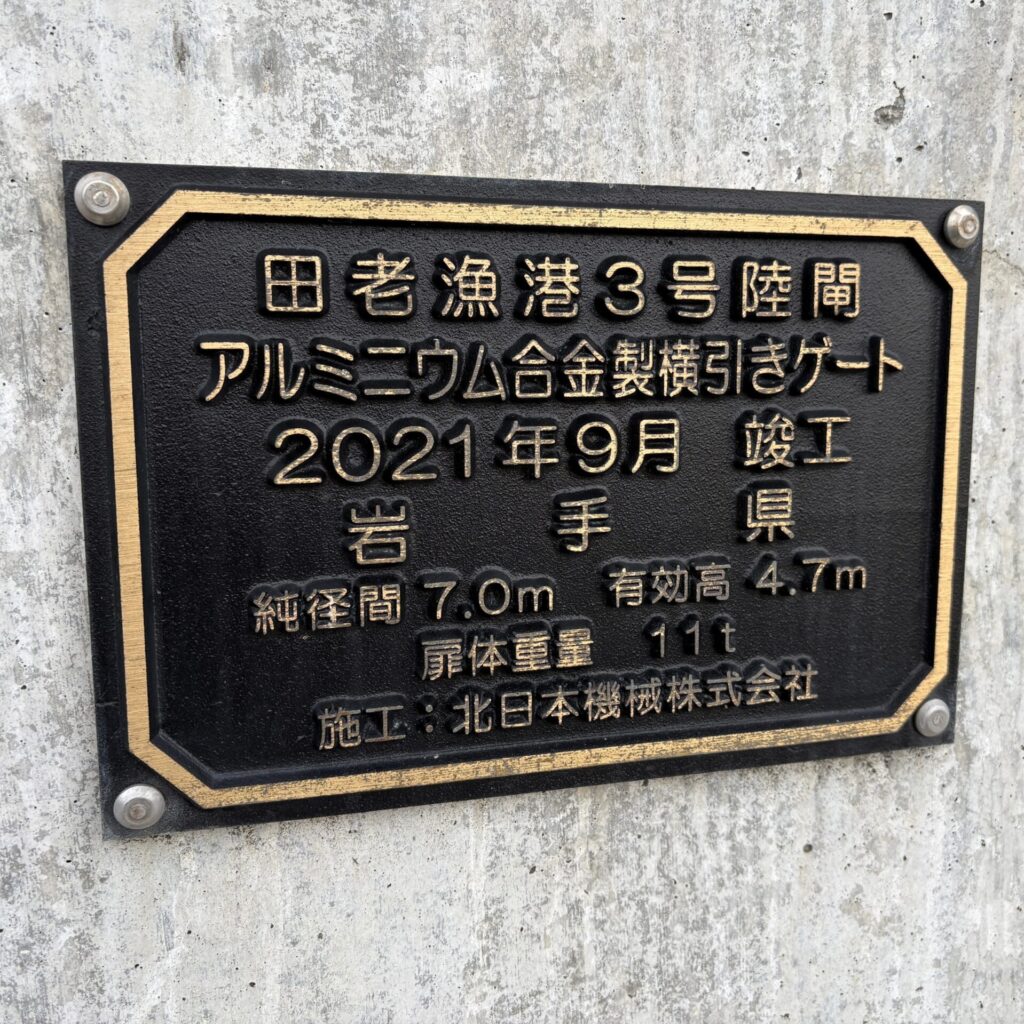 田老漁港3号陸閘
アルミニウム合金製横引きゲート
2021年9月 竣工
岩手県
純径間 7.0m 有効高 4.7m
扉体重量 11t
施工：北日本機械株式会社